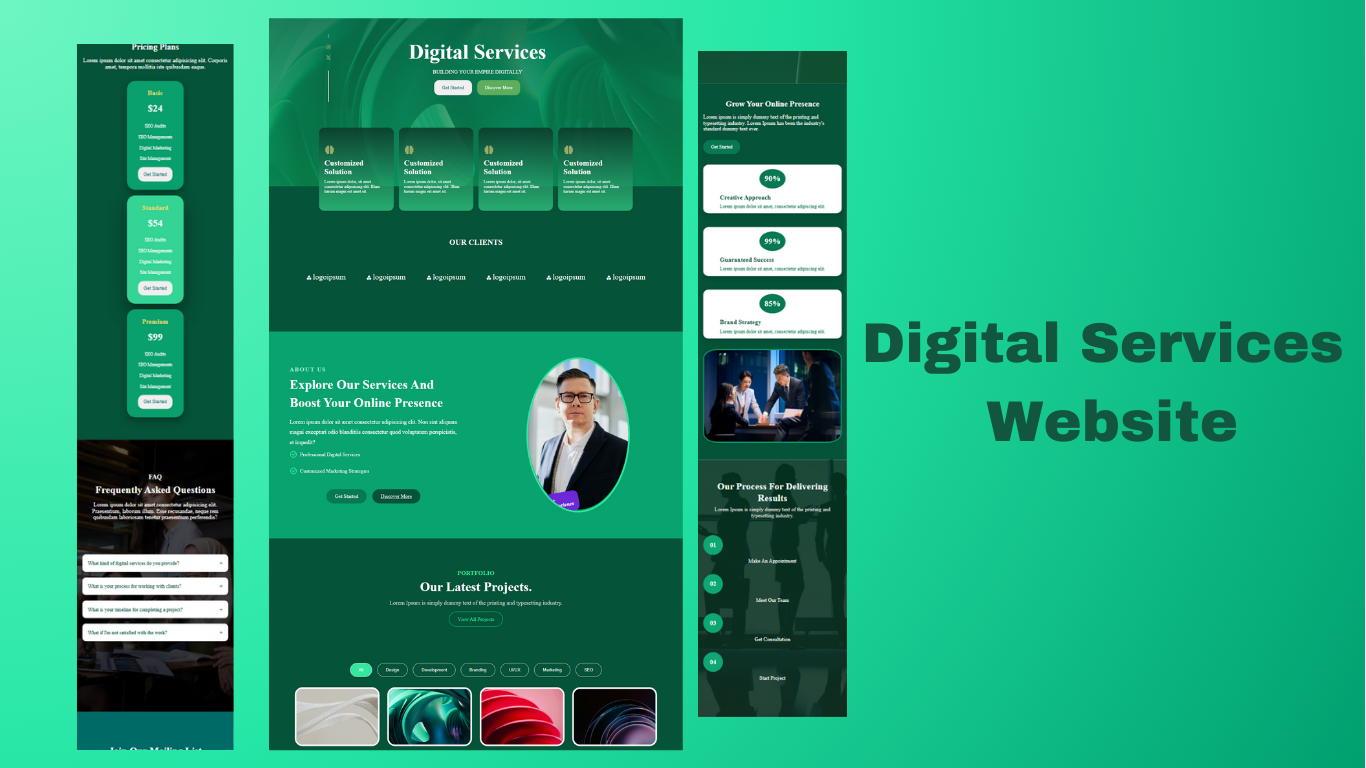 Pricing Plans
Lorem ipsum dolor sit amet consectetur adipisicing elit. Corporis
amet, tempora mollitia iste quibusdam eaque.
Basic
$24
SEO Audits
SEO Management
Digital Marketing
Site Management
Get Started
Standard
$54
SEO Audits
SEO Management
Digital Marketing
Site Management
Get Started
Premium
$99
SEO Audits
SEO Management
Digital Marketing
Site Management
Get Started
FAQ
Frequently Asked Questions
Lorem ipsum dolor sit amet consectetur adipisicing elit.
Praesentium, laborum illum. Esse recusandae, neque rem
quibusdam laboriosam tenetur praesentium perferendis?
What kind of digital services do you provide? +
What is your process for working with clients? +
What is your timeline for completing a project? +
What if I'm not satisfied with the work? +
Join Our Mailing List
Digital Services
BUILDING YOUR EMPIRE DIGITALLY
Get Started Discover More
Customized
Solution
Lorem ipsum dolor, sit amet
consectetur adipisicing elit. Illum
harum magni est amet sit.
Customized
Solution
Lorem ipsum dolor, sit amet
consectetur adipisicing elit. Illum
harum magni est amet sit.
Customized
Solution
Lorem ipsum dolor, sit amet
consectetur adipisicing elit. Illum
harum magni est amet sit.
Customized
Solution
Lorem ipsum dolor, sit amet
consectetur adipisicing elit. Illum
harum magni est amet sit.
OUR CLIENTS
logoipsum logoipsum logoipsum logoipsum logoipsum logoipsum
ABOUT US
Explore Our Services And
Boost Your Online Presence
Lorem ipsum dolor sit amet consectetur adipisicing elit. Non sint aliquam
magni excepturi odio blanditiis consectetur quod voluptatum perspiciatis,
et impedit?
Professional Digital Services
Customized Marketing Strategies
Get Started Discover More
PORTFOLIO
Our Latest Projects.
Lorem Ipsum is simply dummy text of the printing and typesetting industry.
View All Projects
All Design Development Branding UI/UX Marketing SEO
Grow Your Online Presence
Lorem ipsum is simply dummy text of the printing and
typesetting industry. Lorem Ipsum has been the industry's
standard dummy text ever.
Get Started
90%
Creative Approach
Lorem ipsum dolor sit amet, consectetur adipisicing elit.
99%
Guaranteed Success
Lorem ipsum dolor sit amet, consectetur adipisicing elit.
85%
Brand Strategy
Lorem ipsum dolor sit amet, consectetur adipisicing elit.
Our Process For Delivering
Results
Lorem Ipsum is simply dummy text of the printing and
typesetting industry.
01
Make An Appointment
02
Meet Our Team
03
Get Consultation
04
Start Project
Digital Services
Website